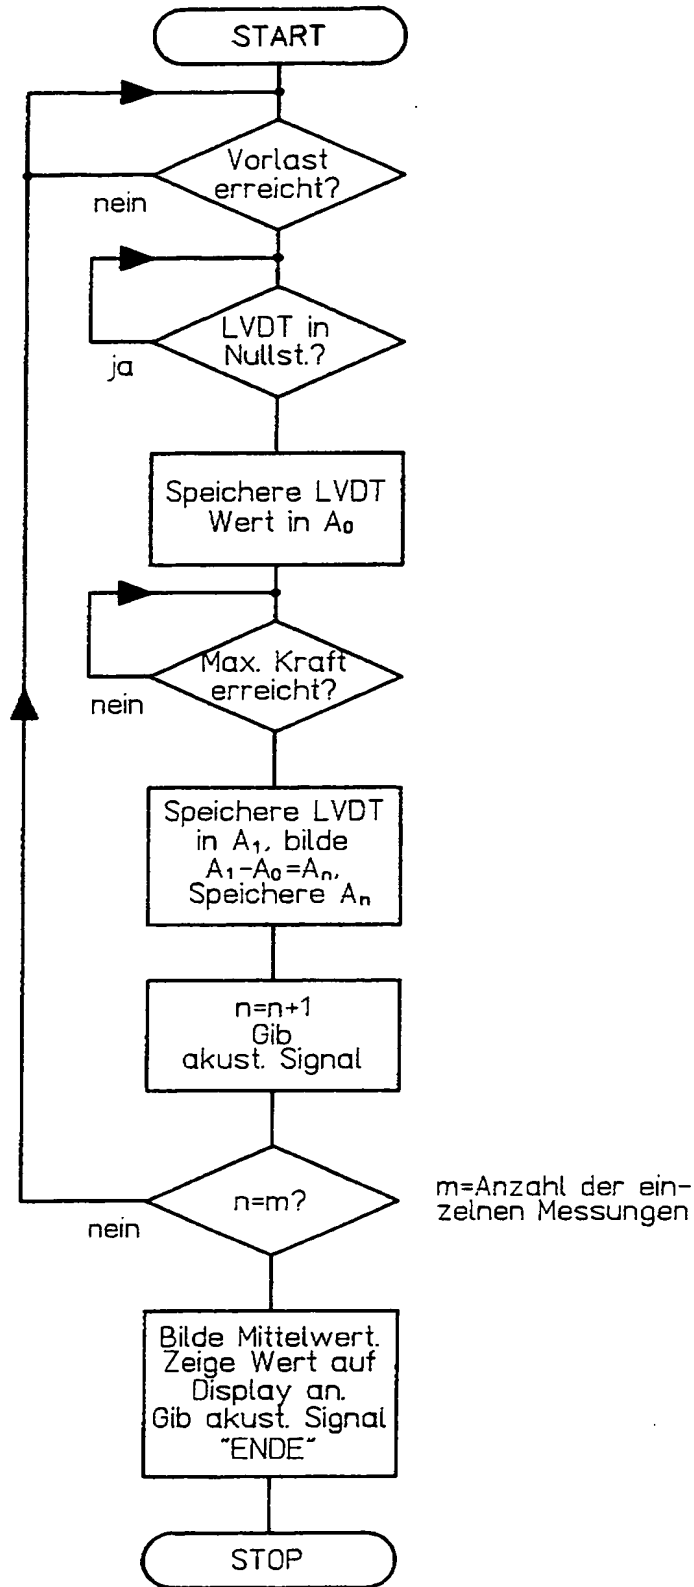 START
Vorlast
erreicht?
nein
LVDT in
Nullst.?
ja
Speichere LVDT
Wert in A₀
Max. Kraft
erreicht?
nein
Speichere LVDT
in A₁, bilde
A₁-A₀=Aₙ,
Speichere Aₙ
n=n+1
Gib
akust. Signal
n=m?
nein
m=Anzahl der ein-
zelnen Messungen
Bilde Mittelwert.
Zeige Wert auf
Display an.
Gib akust. Signal
"ENDE"
STOP